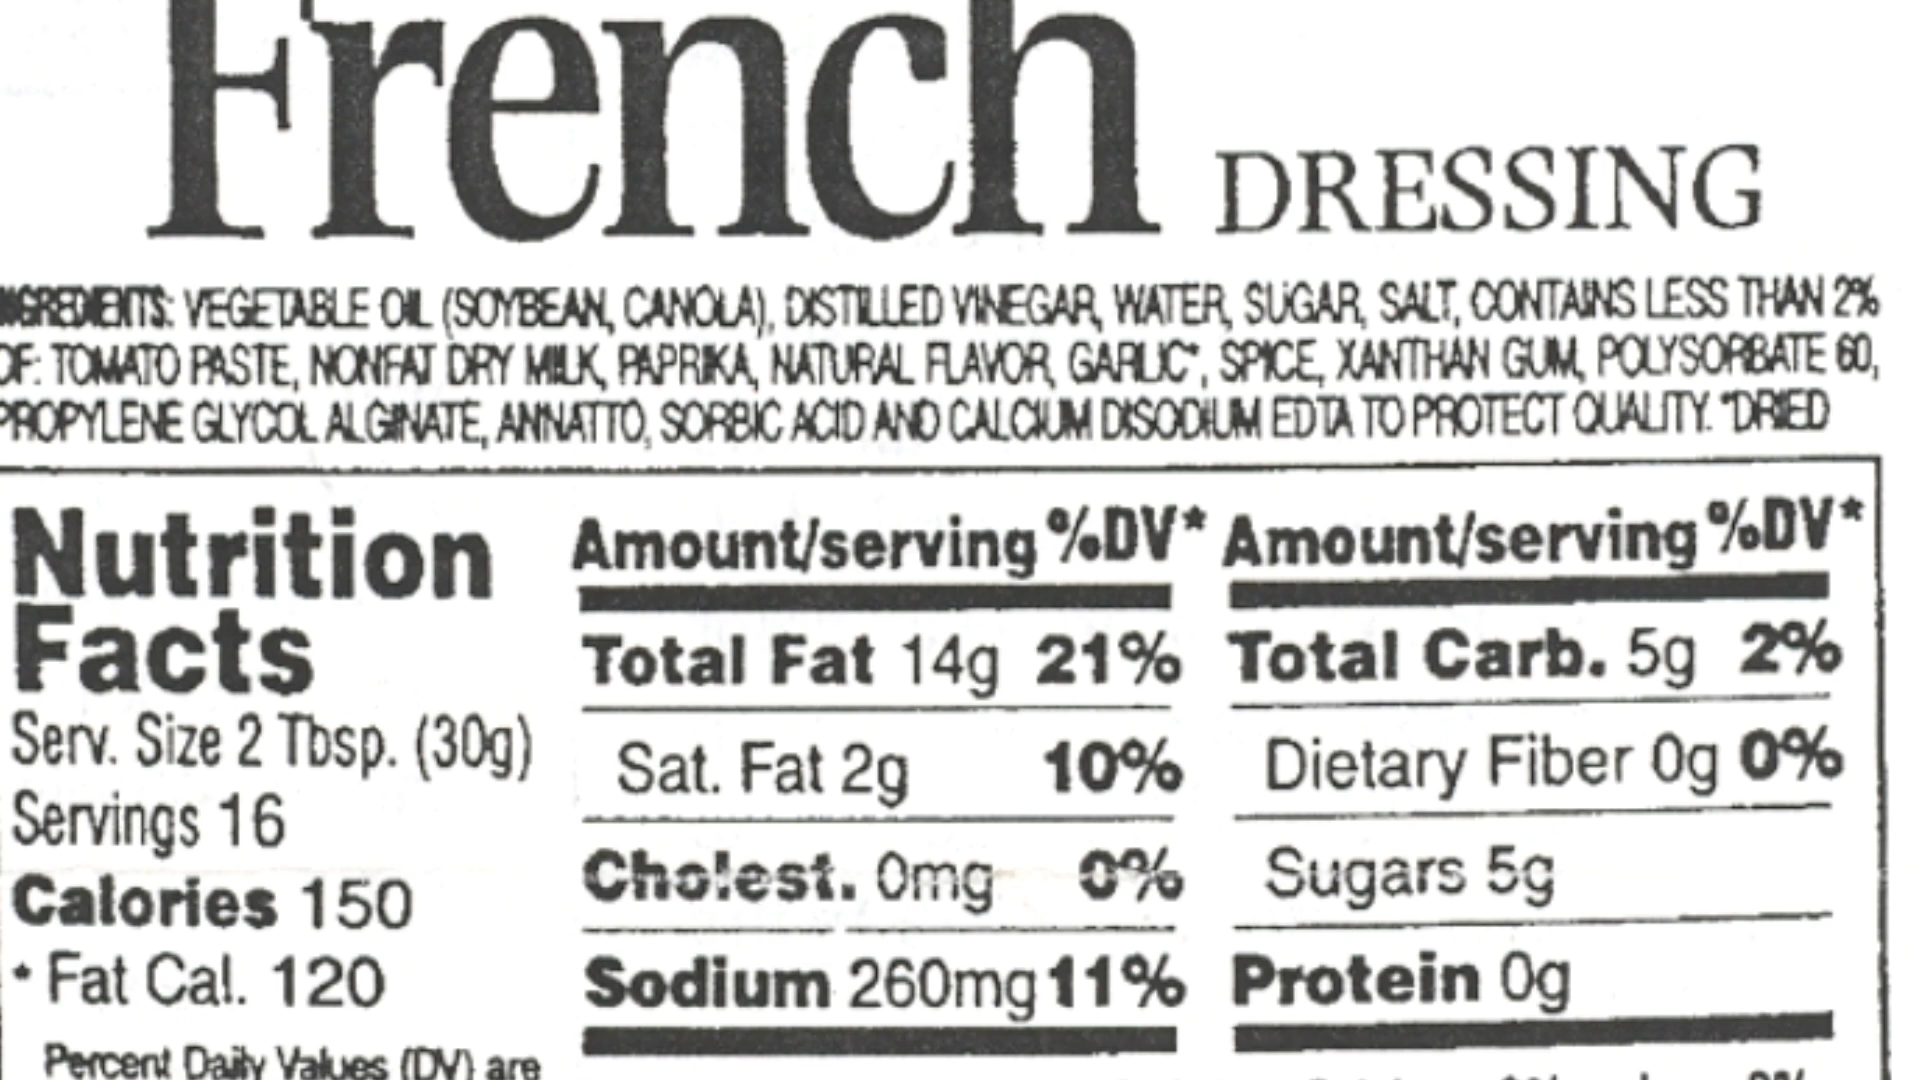 French DRESSING
INGREDIENTS: VEGETABLE OIL (SOYBEAN, CANOLA), DISTILLED VINEGAR, WATER, SUGAR, SALT, CONTAINS LESS THAN 2%
OF: TOMATO PASTE, NONFAT DRY MILK, PAPRIKA, NATURAL FLAVOR, GARLIC*, SPICE, XANTHAN GUM, POLYSORBATE 60,
PROPYLENE GLYCOL ALGINATE, ANNATTO, SORBIC ACID AND CALCIUM DISODIUM EDTA TO PROTECT QUALITY. *DRIED
Nutrition
Facts
Serv. Size 2 Tbsp. (30g)
Servings 16
Calories 150
* Fat Cal. 120
Percent Daily Values (DV) are
Amount/serving %DV*
Total Fat 14g 21%
Sat. Fat 2g 10%
Cholest. 0mg 0%
Sodium 260mg 11%
Amount/serving %DV*
Total Carb. 5g 2%
Dietary Fiber 0g 0%
Sugars 5g
Protein 0g